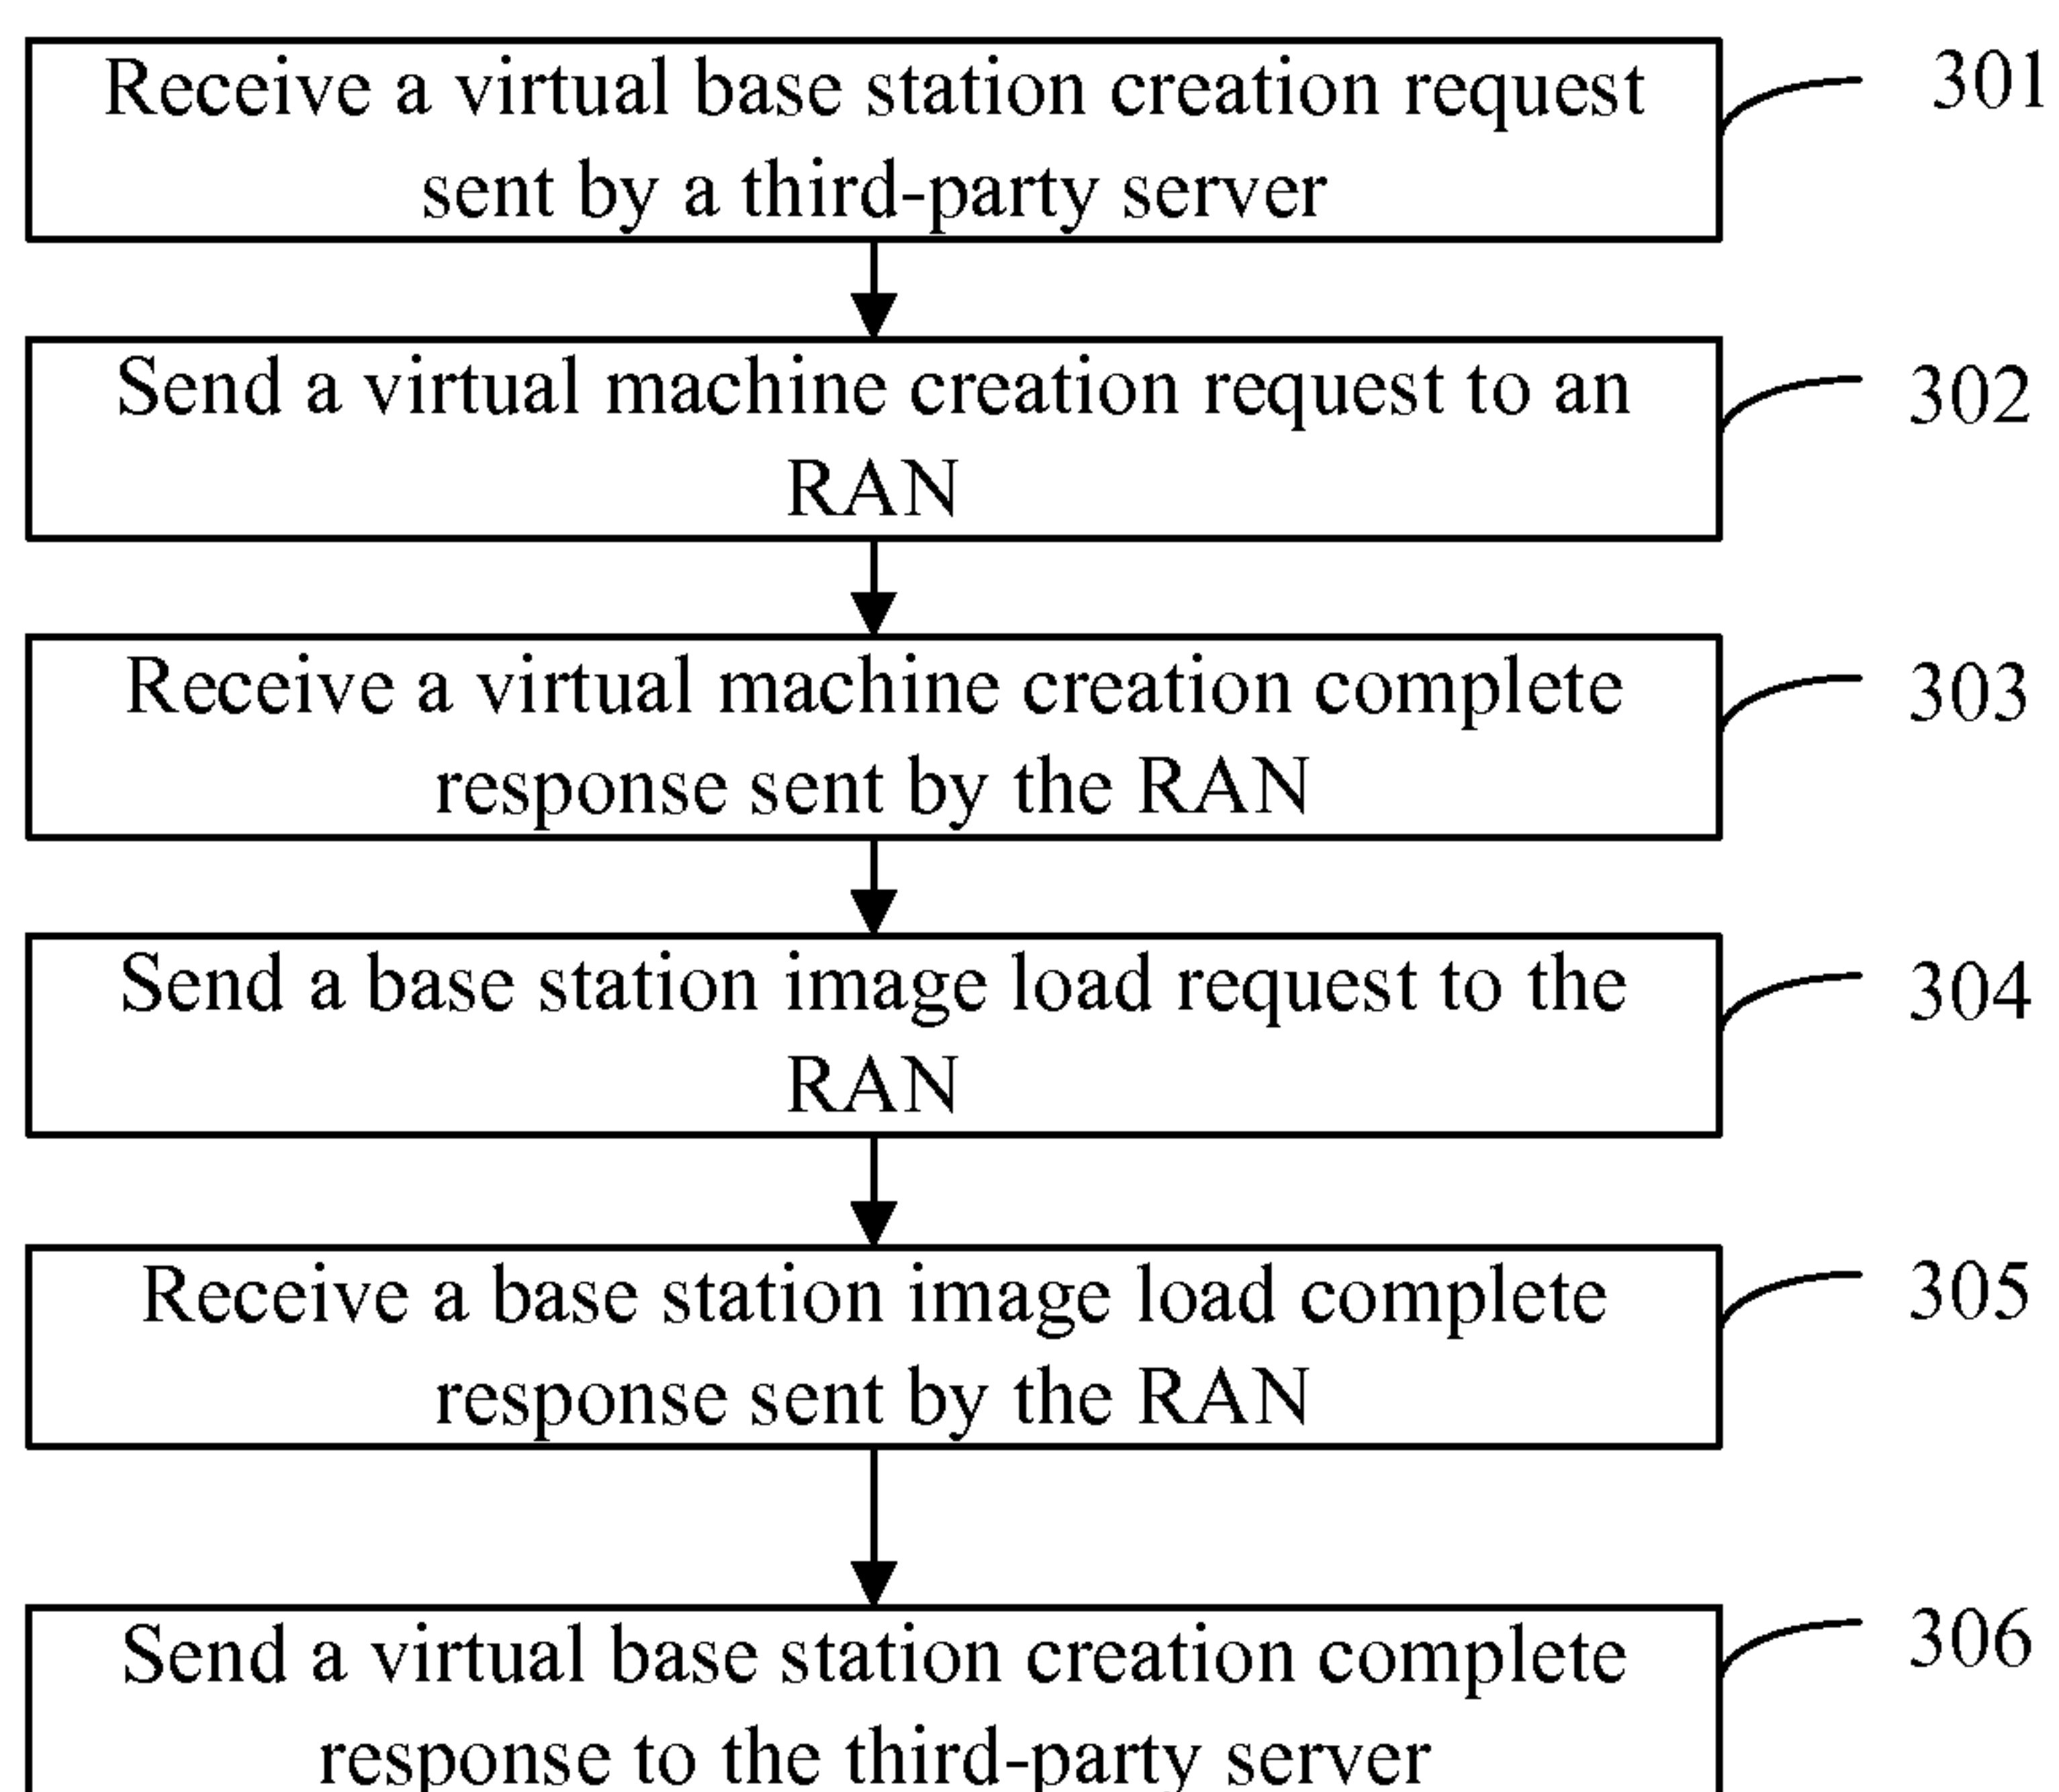 Receive a virtual base station creation request
sent by a third-party server
301
Send a virtual machine creation request to an
RAN
302
Receive a virtual machine creation complete
response sent by the RAN
303
Send a base station image load request to the
RAN
304
Receive a base station image load complete
response sent by the RAN
305
Send a virtual base station creation complete
response to the third-party server
306